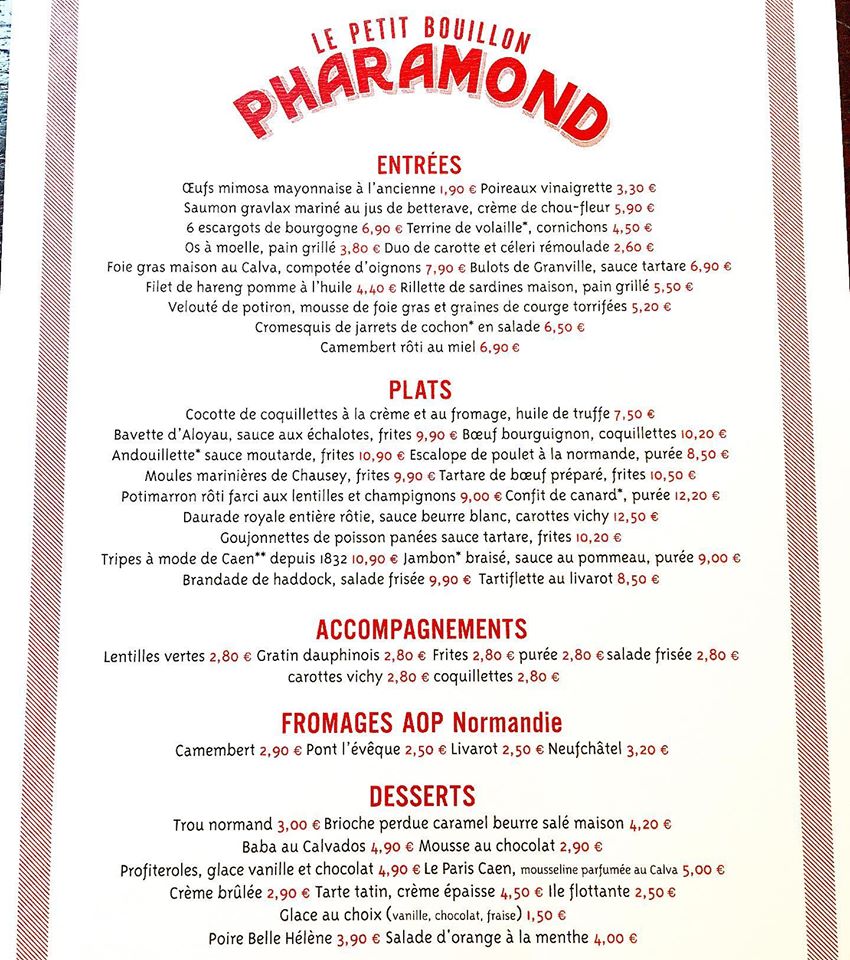 LE PETIT BOUILLON
PHARAMOND
ENTRÉES
Œufs mimosa mayonnaise à l'ancienne 1,90 € Poireaux vinaigrette 3,30 €
Saumon gravlax mariné au jus de betterave, crème de chou-fleur 5,90 €
6 escargots de bourgogne 6,90 € Terrine de volaille*, cornichons 4,50 €
Os à moelle, pain grillé 3,80 € Duo de carotte et céleri rémoulade 2,60 €
Foie gras maison au Calva, compotée d'oignons 7,90 € Bulots de Granville, sauce tartare 6,90 €
Filet de hareng pomme à l'huile 4,40 € Rillette de sardines maison, pain grillé 5,50 €
Velouté de potiron, mousse de foie gras et graines de courge torrifées 5,20 €
Cromesquis de jarrets de cochon* en salade 6,50 €
Camembert rôti au miel 6,90 €
PLATS
Cocotte de coquillettes à la crème et au fromage, huile de truffe 7,50 €
Bavette d'Aloyau, sauce aux échalotes, frites 9,90 € Bœuf bourguignon, coquillettes 10,20 €
Andouillette* sauce moutarde, frites 10,90 € Escalope de poulet à la normande, purée 8,50 €
Moules marinières de Chausey, frites 9,90 € Tartare de bœuf préparé, frites 10,50 €
Potimarron rôti farci aux lentilles et champignons 9,00 € Confit de canard*, purée 12,20 €
Daurade royale entière rôtie, sauce beurre blanc, carottes vichy 12,50 €
Goujonnettes de poisson panées sauce tartare, frites 10,20 €
Tripes à mode de Caen** depuis 1832 10,90 € Jambon* braisé, sauce au pommeau, purée 9,00 €
Brandade de haddock, salade frisée 9,90 € Tartiflette au livarot 8,50 €
ACCOMPAGNEMENTS
Lentilles vertes 2,80 € Gratin dauphinois 2,80 € Frites 2,80 € purée 2,80 € salade frisée 2,80 €
carottes vichy 2,80 € coquillettes 2,80 €
FROMAGES AOP Normandie
Camembert 2,90 € Pont l'évêque 2,50 € Livarot 2,50 € Neufchâtel 3,20 €
DESSERTS
Trou normand 3,00 € Brioche perdue caramel beurre salé maison 4,20 €
Baba au Calvados 4,90 € Mousse au chocolat 2,90 €
Profiteroles, glace vanille et chocolat 4,90 € Le Paris Caen, mousseline parfumée au Calva 5,00 €
Crème brûlée 2,90 € Tarte tatin, crème épaisse 4,50 € Ile flottante 2,50 €
Glace au choix (vanille, chocolat, fraise) 1,50 €
Poire Belle Hélène 3,90 € Salade d'orange à la menthe 4,00 €